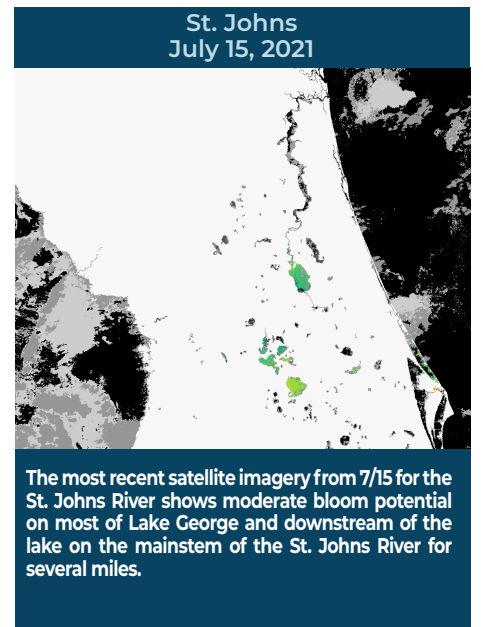 St. Johns
July 15, 2021
The most recent satellite imagery from 7/15 for the
St. Johns River shows moderate bloom potential
on most of Lake George and downstream of the
lake on the mainstem of the St. Johns River for
several miles.